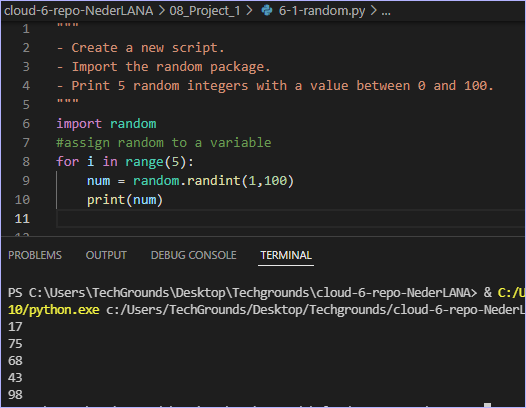 cloud-6-repo-NederLANA > 08_Project_1 > 6-1-random.py > ...
1 """
2 - Create a new script.
3 - Import the random package.
4 - Print 5 random integers with a value between 0 and 100.
5 """
6 import random
7 #assign random to a variable
8 for i in range(5):
9 num = random.randint(1,100)
10 print(num)
11
PROBLEMS OUTPUT DEBUG CONSOLE TERMINAL
PS C:\Users\TechGrounds\Desktop\Techgrounds\cloud-6-repo-NederLANA> & C:/U
10/python.exe c:/Users/TechGrounds/Desktop/Techgrounds/cloud-6-repo-NederL
17
75
68
43
98